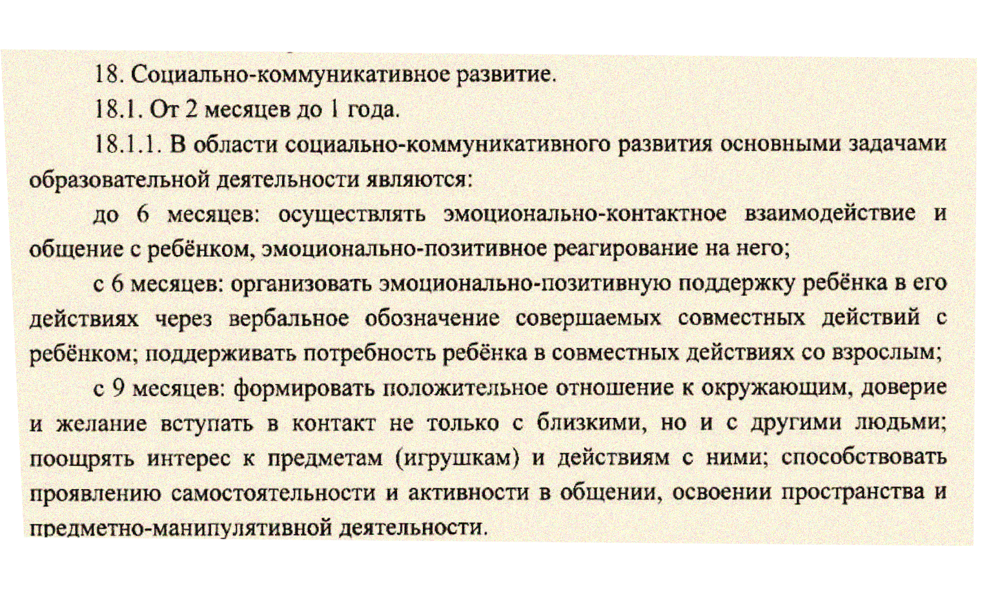 18. Социально-коммуникативное развитие.
18.1. От 2 месяцев до 1 года.
18.1.1. В области социально-коммуникативного развития основными задачами
образовательной деятельности являются:
до 6 месяцев: осуществлять эмоционально-контактное взаимодействие и
общение с ребёнком, эмоционально-позитивное реагирование на него;
с 6 месяцев: организовать эмоционально-позитивную поддержку ребёнка в его
действиях через вербальное обозначение совершаемых совместных действий с
ребёнком; поддерживать потребность ребёнка в совместных действиях со взрослым;
с 9 месяцев: формировать положительное отношение к окружающим, доверие
и желание вступать в контакт не только с близкими, но и с другими людьми;
поощрять интерес к предметам (игрушкам) и действиям с ними; способствовать
проявлению самостоятельности и активности в общении, освоении пространства и
предметно-манипулятивной деятельности.